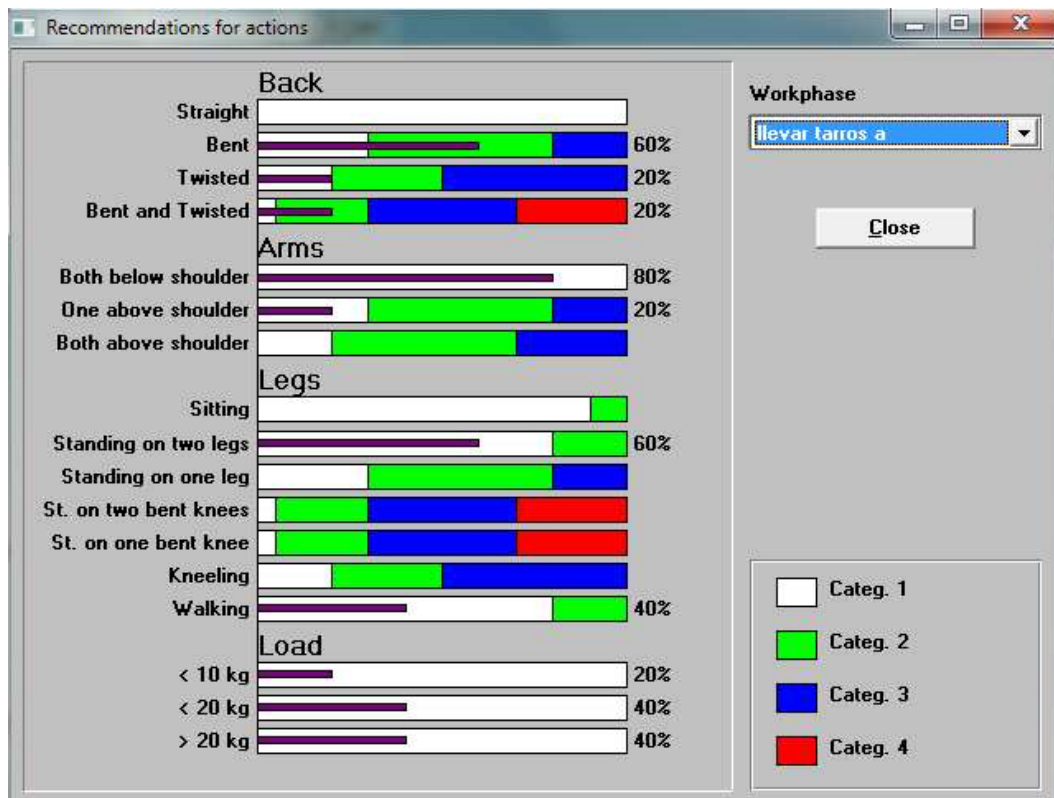 Recommendations for actions
Back
Straight
Bent 60%
Twisted 20%
Bent and Twisted 20%
Arms
Both below shoulder 80%
One above shoulder 20%
Both above shoulder
Legs
Sitting
Standing on two legs 60%
Standing on one leg
St. on two bent knees
St. on one bent knee
Kneeling
Walking 40%
Load
< 10 kg 20%
< 20 kg 40%
> 20 kg 40%
Workphase
llevar tarros a
Close
Categ. 1
Categ. 2
Categ. 3
Categ. 4